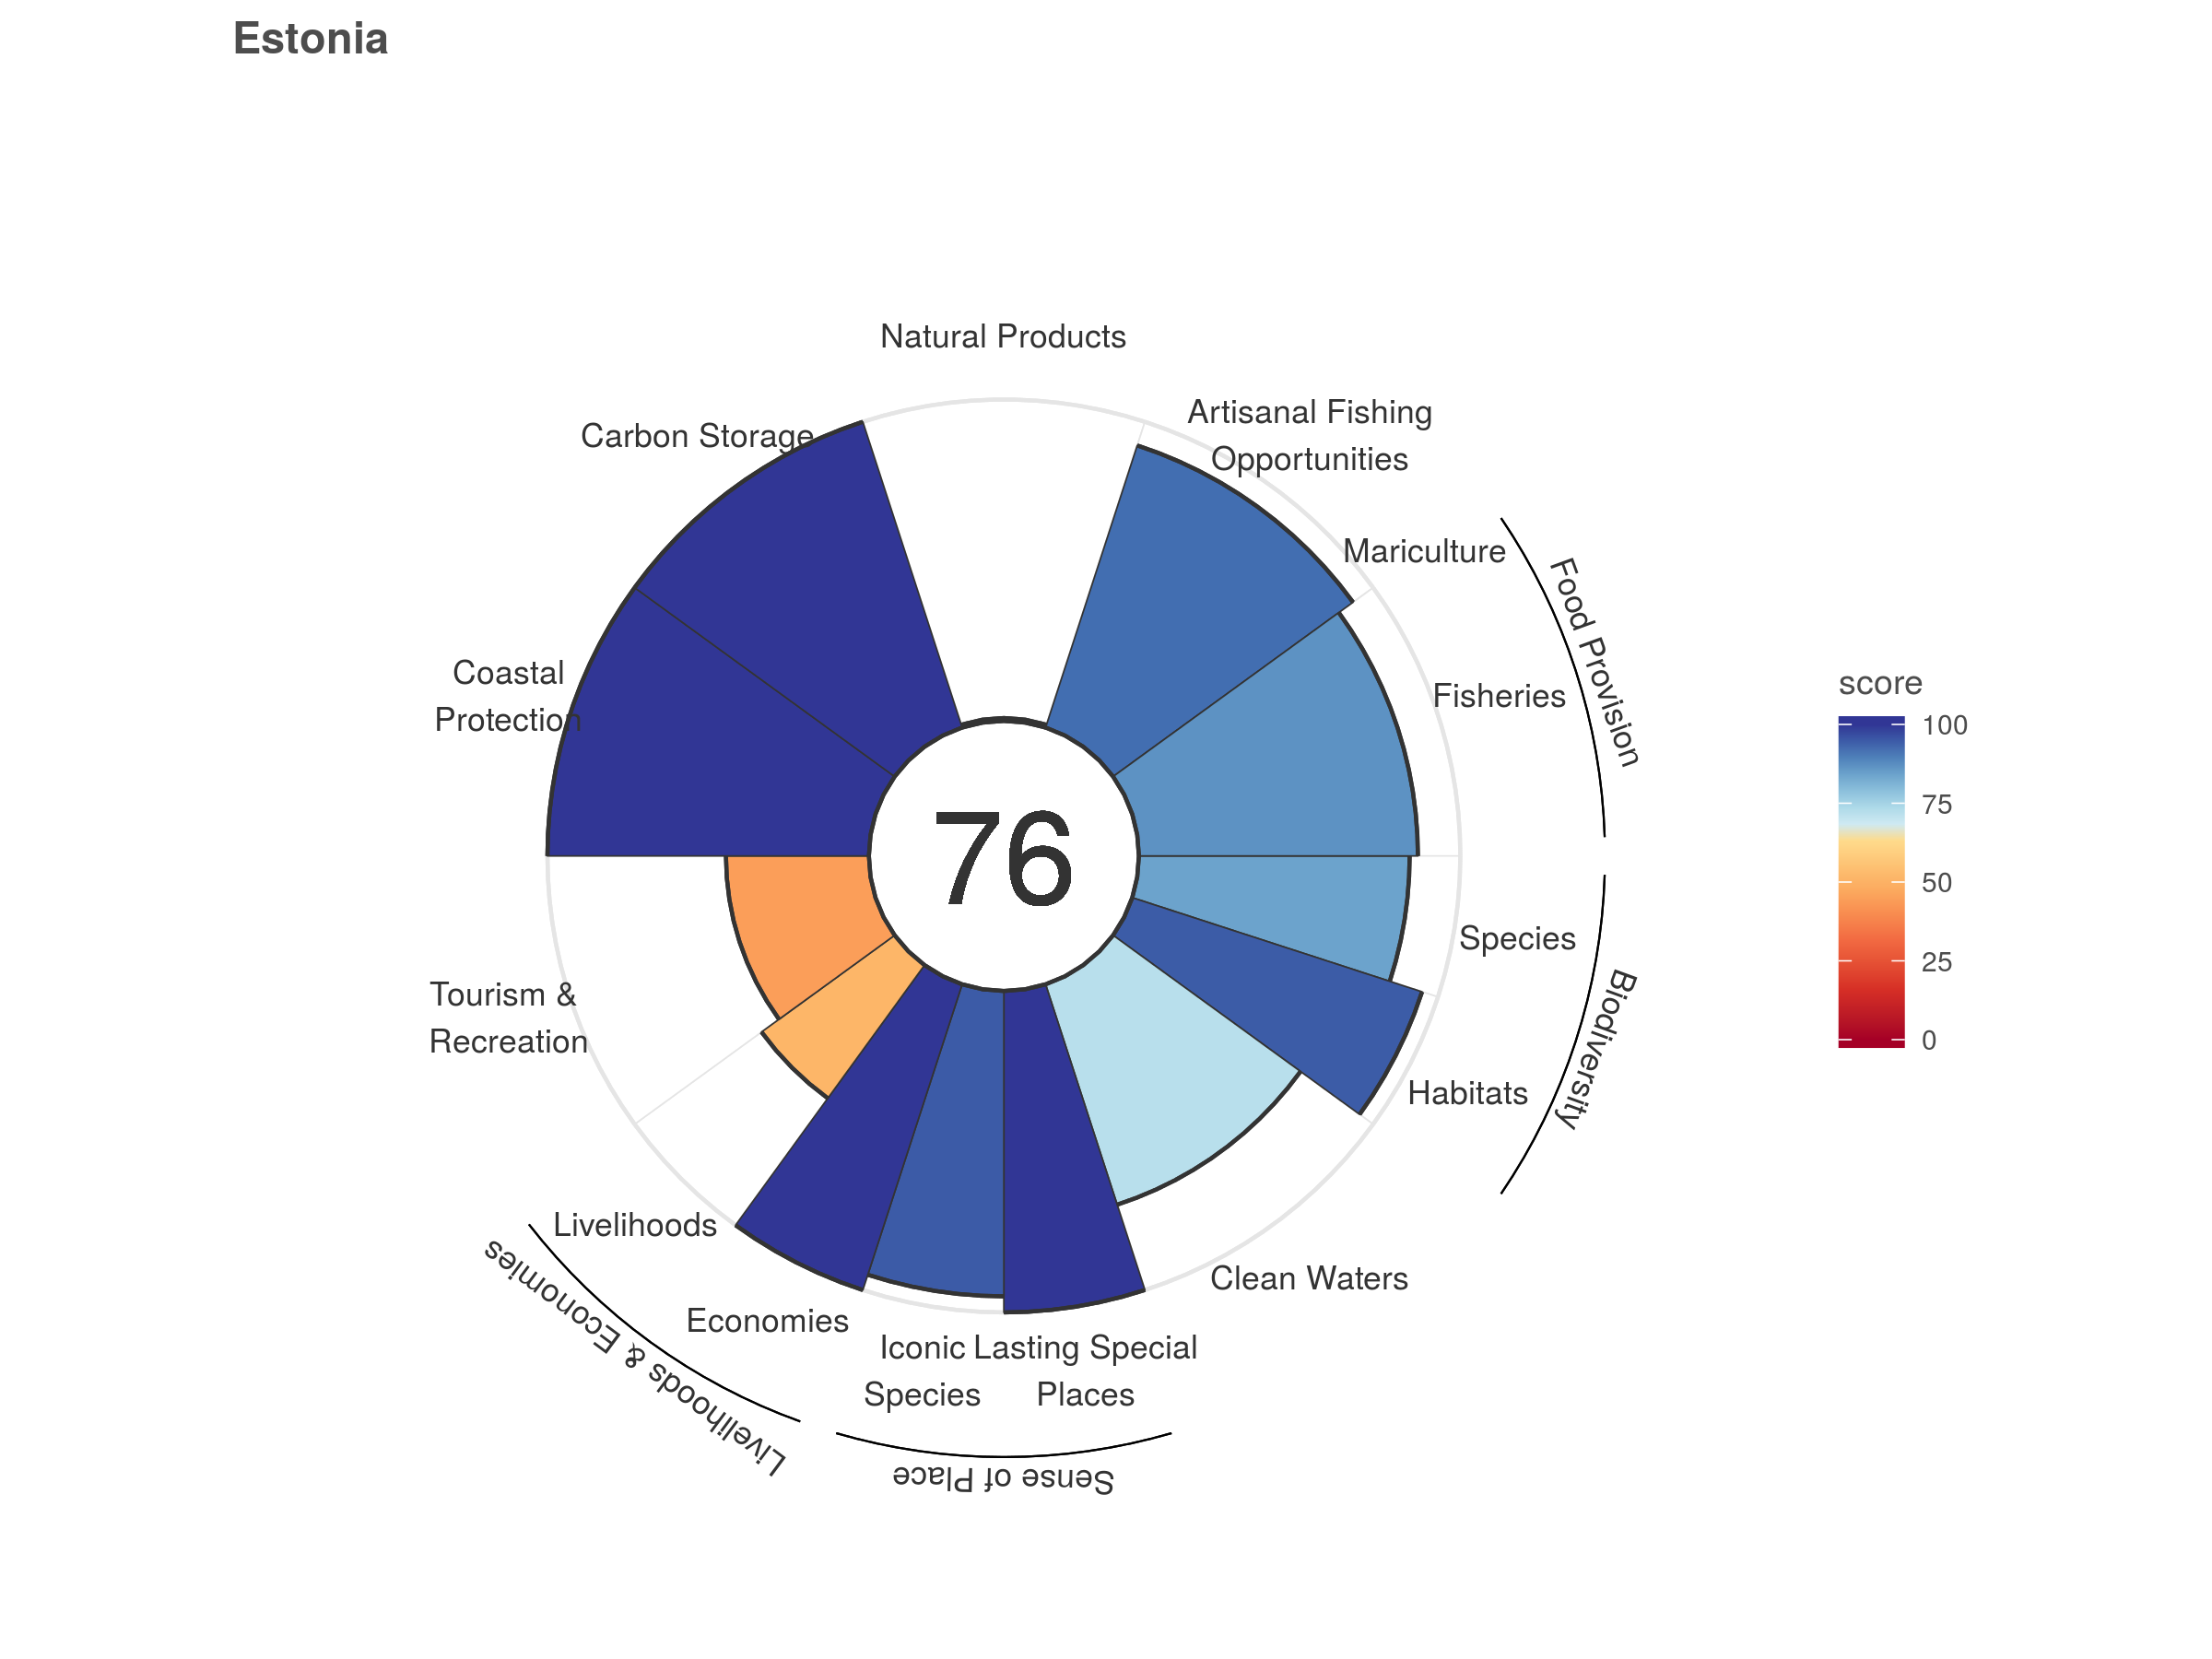 Estonia
Natural Products
Artisanal Fishing
Opportunities
Carbon Storage
Mariculture
Food Provision
Fisheries
Coastal
Protection
76
Species
Biodiversity
Habitats
Tourism &
Recreation
Livelihoods
Clean Waters
Economies
Livelihoods & Economies
Iconic
Species
Lasting Special
Places
Sense of Place
score
100
75
50
25
0